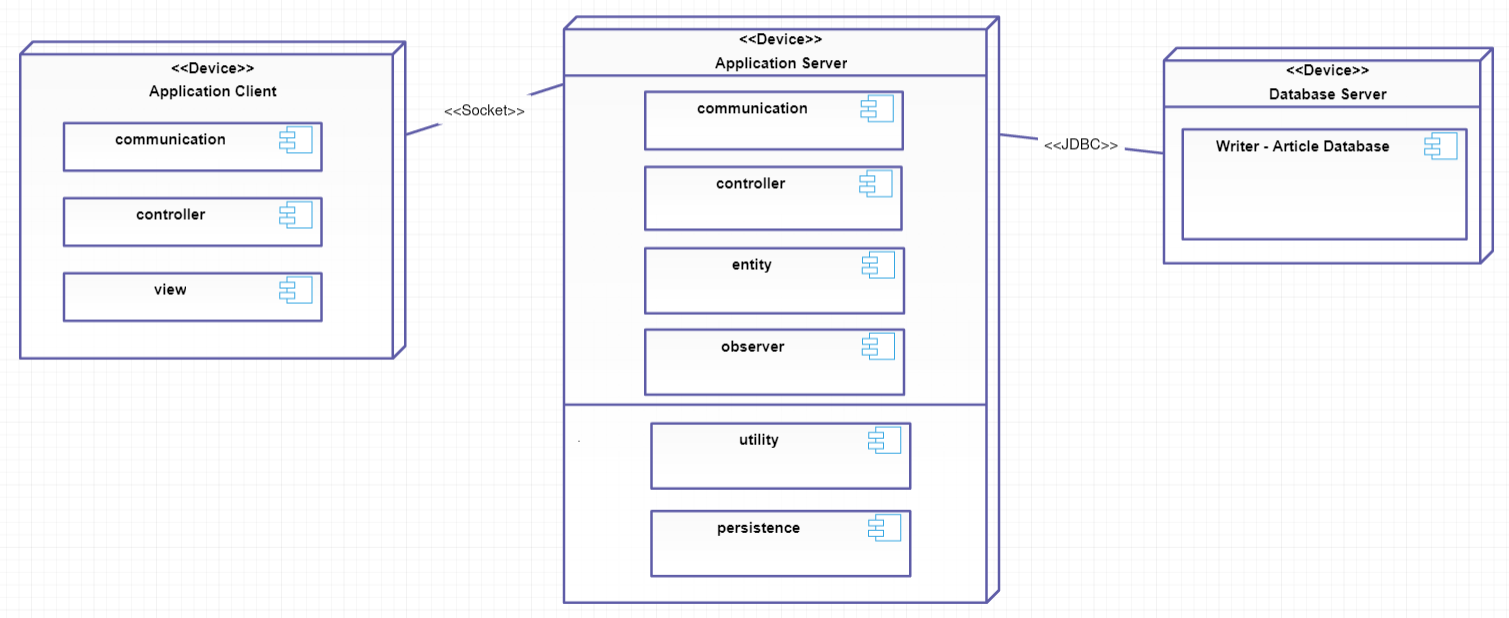 <<Device>>
Application Client
communication
controller
view
<<Socket>>
<<Device>>
Application Server
communication
controller
entity
observer
utility
persistence
<<JDBC>>
<<Device>>
Database Server
Writer - Article Database